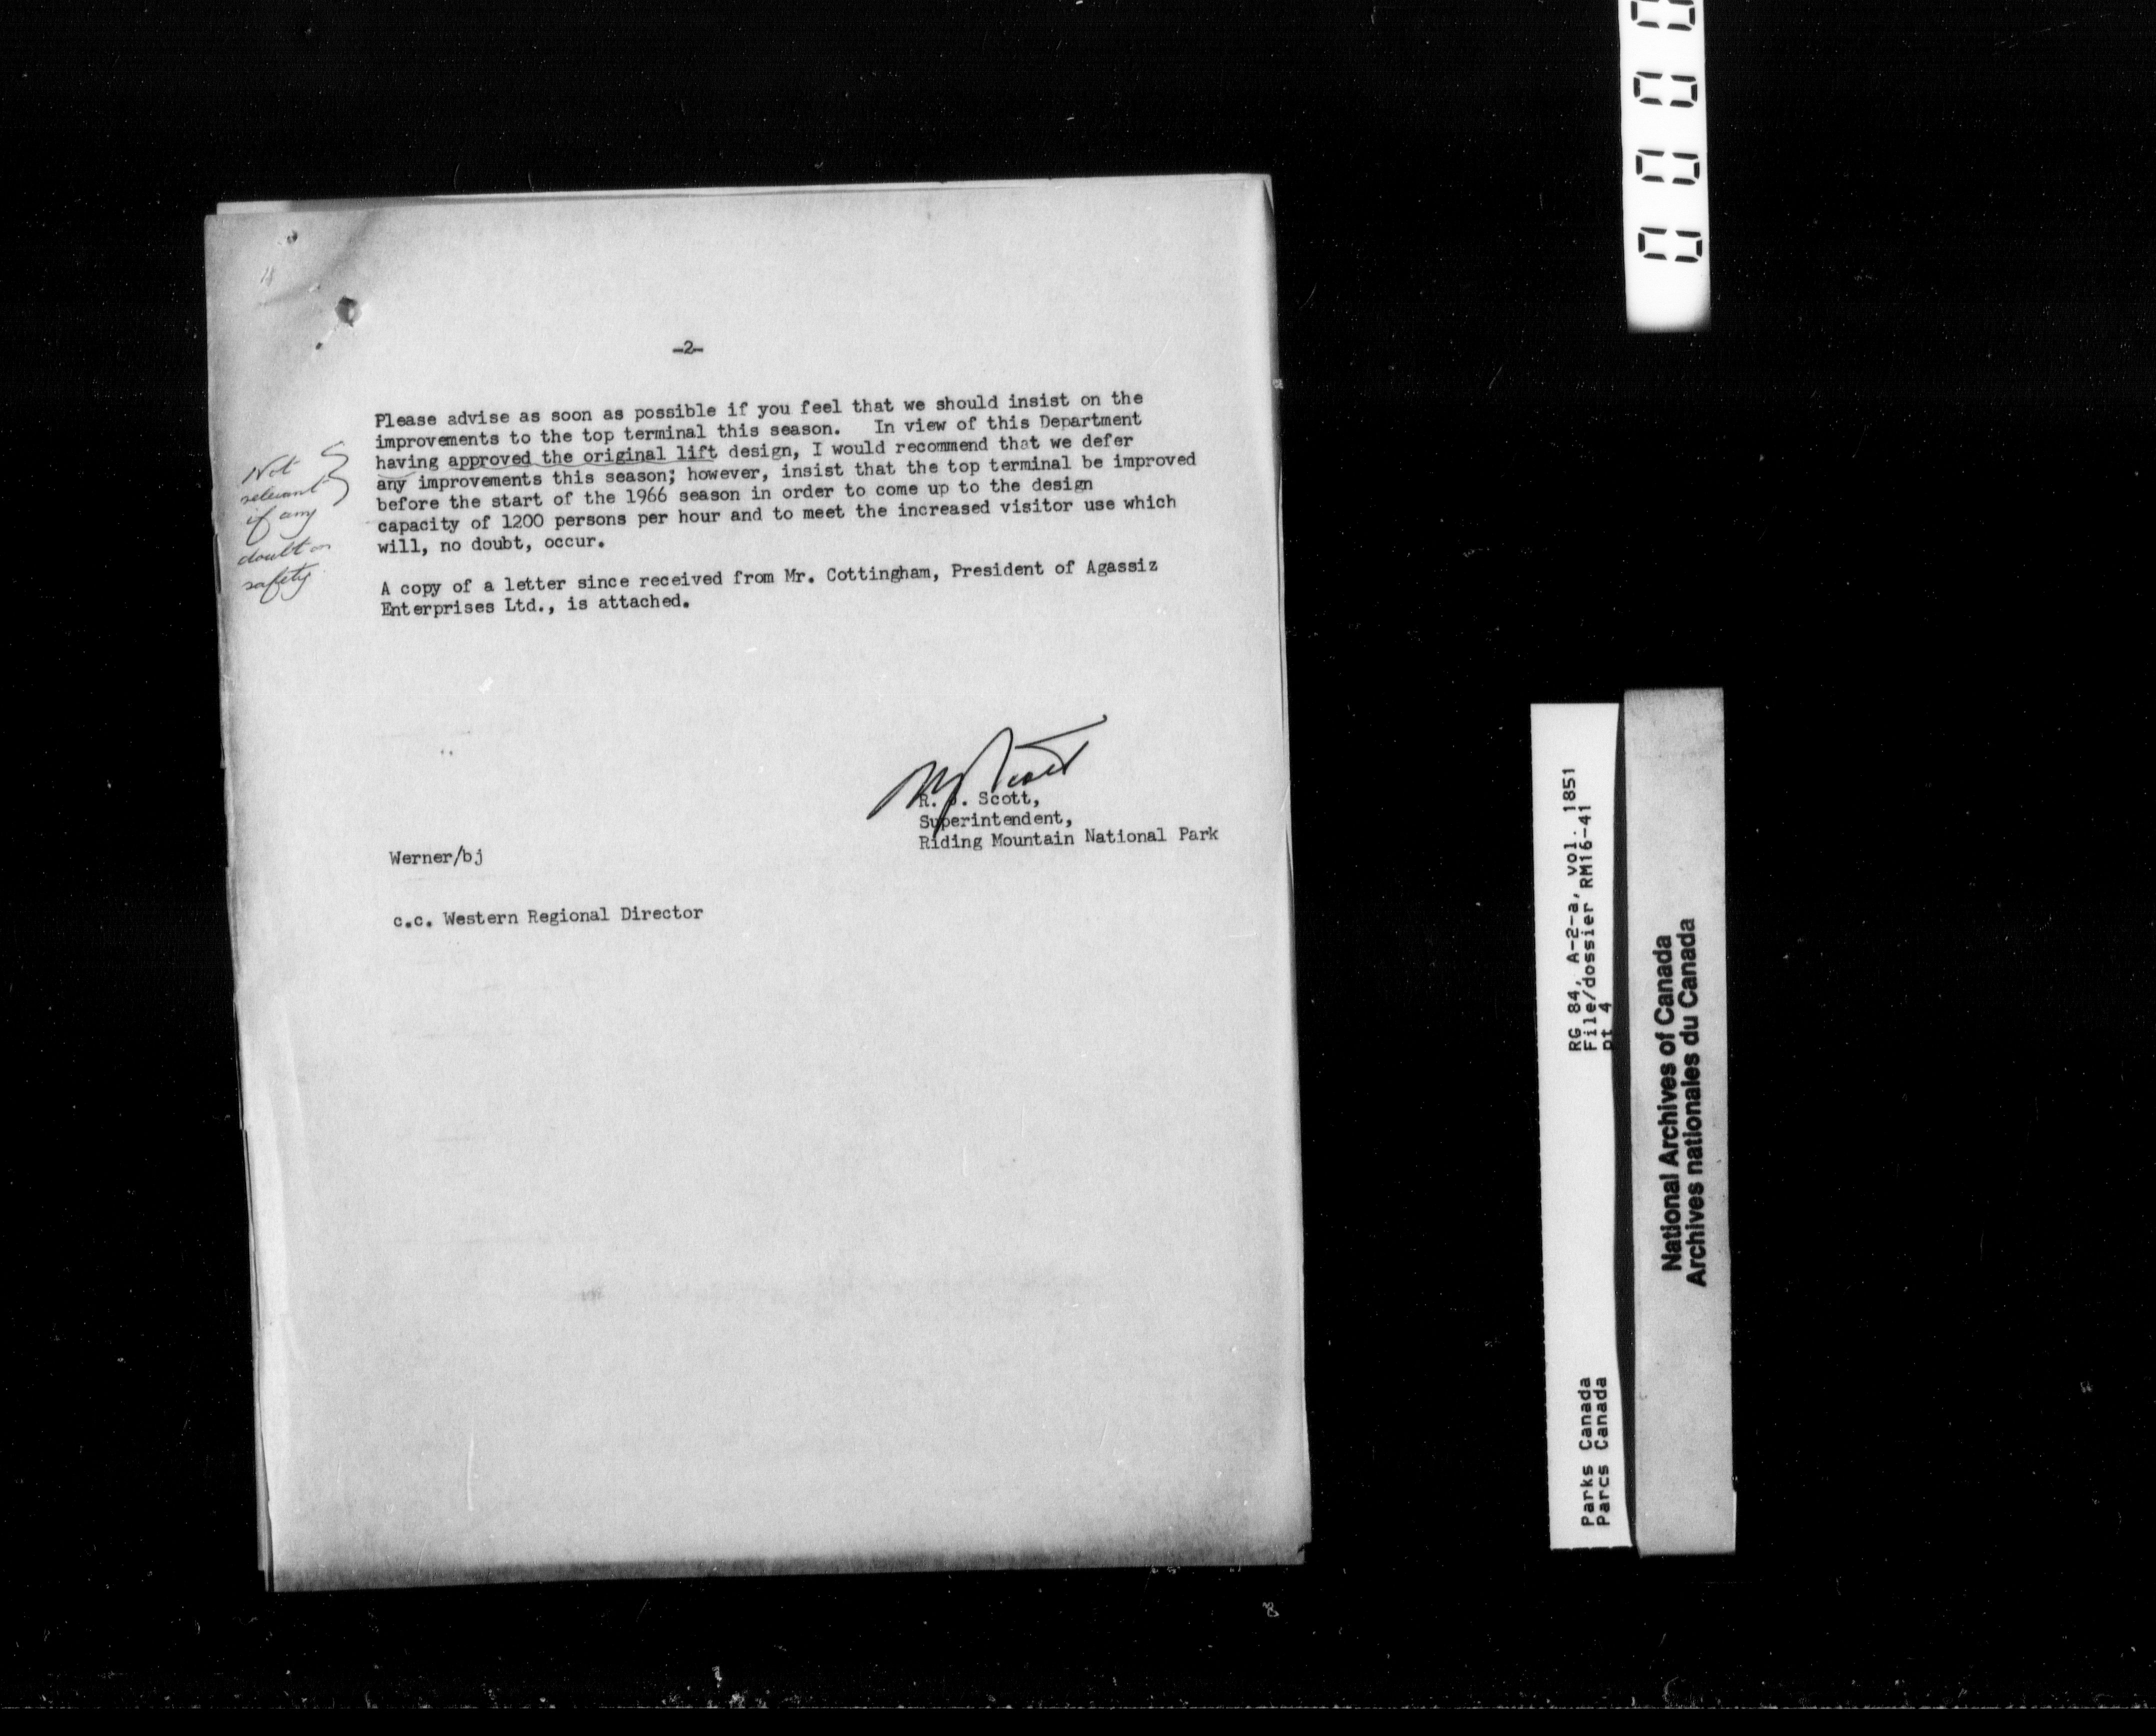 -2-
Please advise as soon as possible if you feel that we should insist on the
improvements to the top terminal this season. In view of this Department
having approved the original lift design, I would recommend that we defer
any improvements this season; however, insist that the top terminal be improved
before the start of the 1966 season in order to come up to the design
capacity of 1200 persons per hour and to meet the increased visitor use which
will, no doubt, occur.
Not
relevant
if any
doubt on
safety
A copy of a letter since received from Mr. Cottingham, President of Agassiz
Enterprises Ltd., is attached.
R. Scott,
Superintendent,
Riding Mountain National Park
Werner/bj
c.c. Western Regional Director
RG 84, A-2-a, vol. 1851
File/dossier RM16-41
pt 4
Parks Canada
Parcs Canada
National Archives of Canada
Archives nationales du Canada